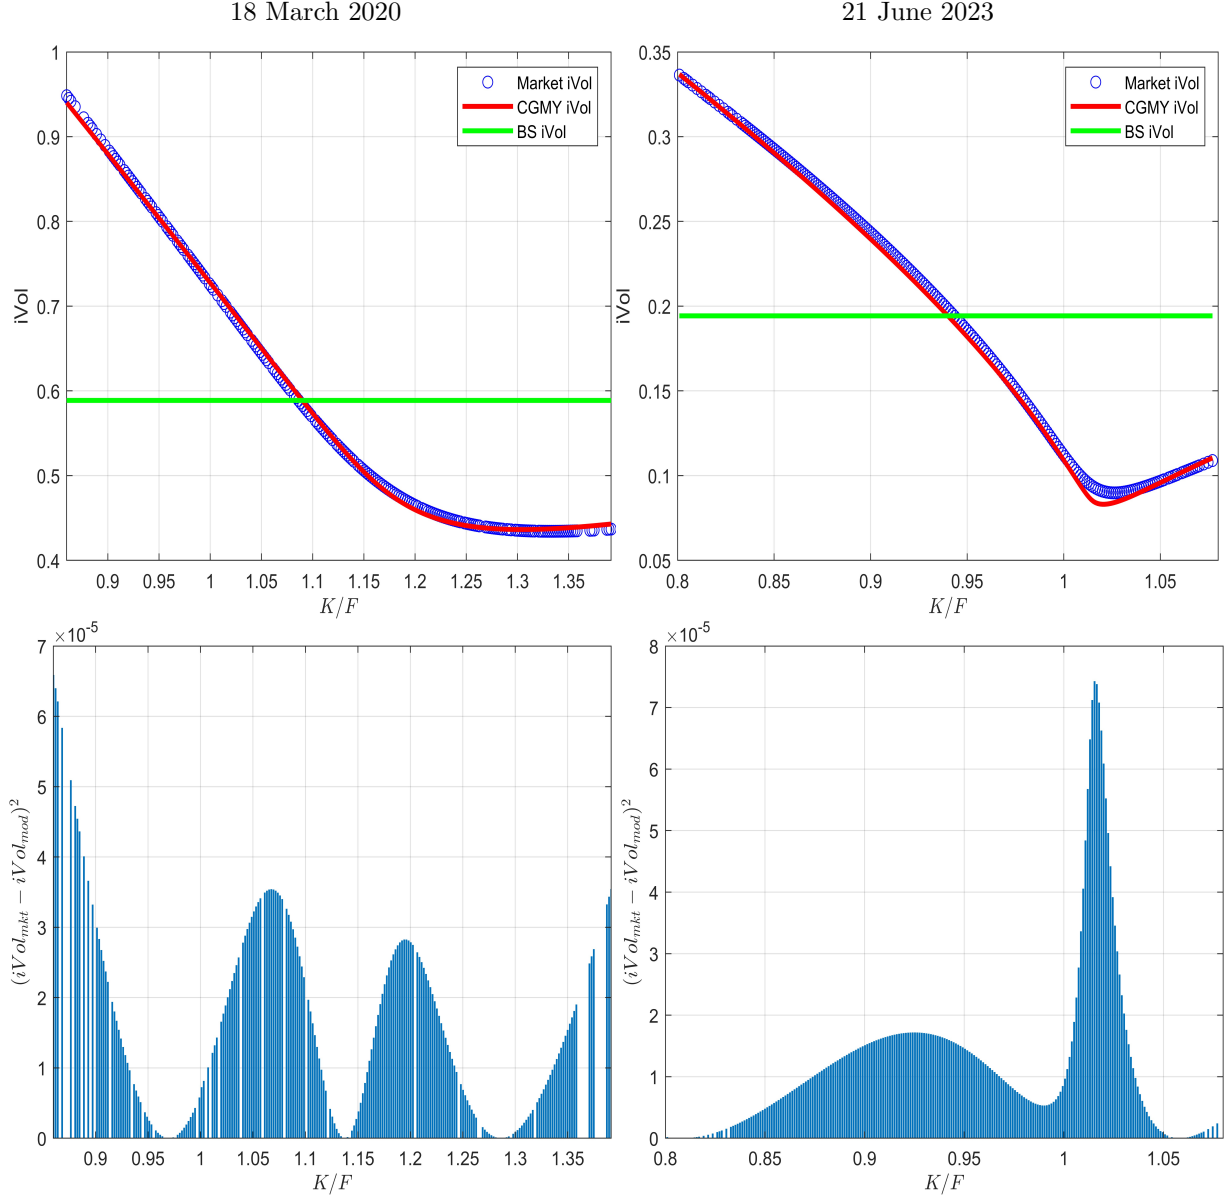 18 March 2020
21 June 2023
1
0.9
0.8
0.7
0.6
0.5
0.4
iVol
Market iVol
CGMY iVol
BS iVol
0.9 0.95 1 1.05 1.1 1.15 1.2 1.25 1.3 1.35
K/F
0.35
0.3
0.25
0.2
0.15
0.1
0.05
iVol
Market iVol
CGMY iVol
BS iVol
0.8 0.85 0.9 0.95 1 1.05
K/F
×10-5
7
6
5
4
3
2
1
0
(iVol_mkt − iVol_mod)²
0.9 0.95 1 1.05 1.1 1.15 1.2 1.25 1.3 1.35
K/F
×10-5
8
7
6
5
4
3
2
1
0
(iVol_mkt − iVol_mod)²
0.8 0.85 0.9 0.95 1 1.05
K/F